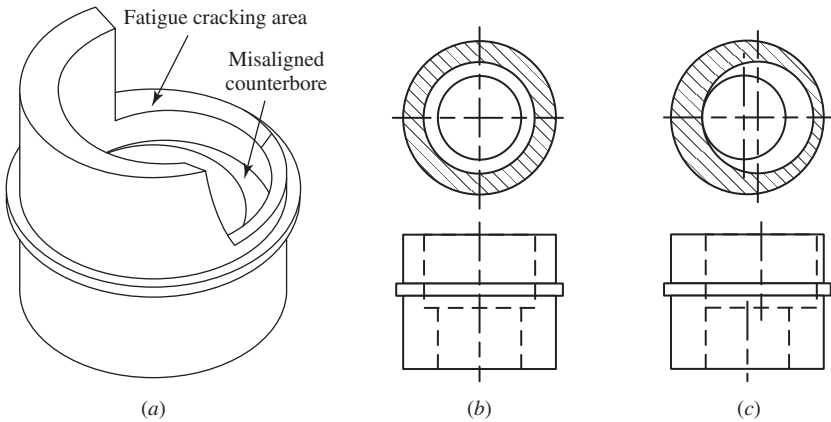 Fatigue cracking area
Misaligned
counterbore
(a)
(b)
(c)